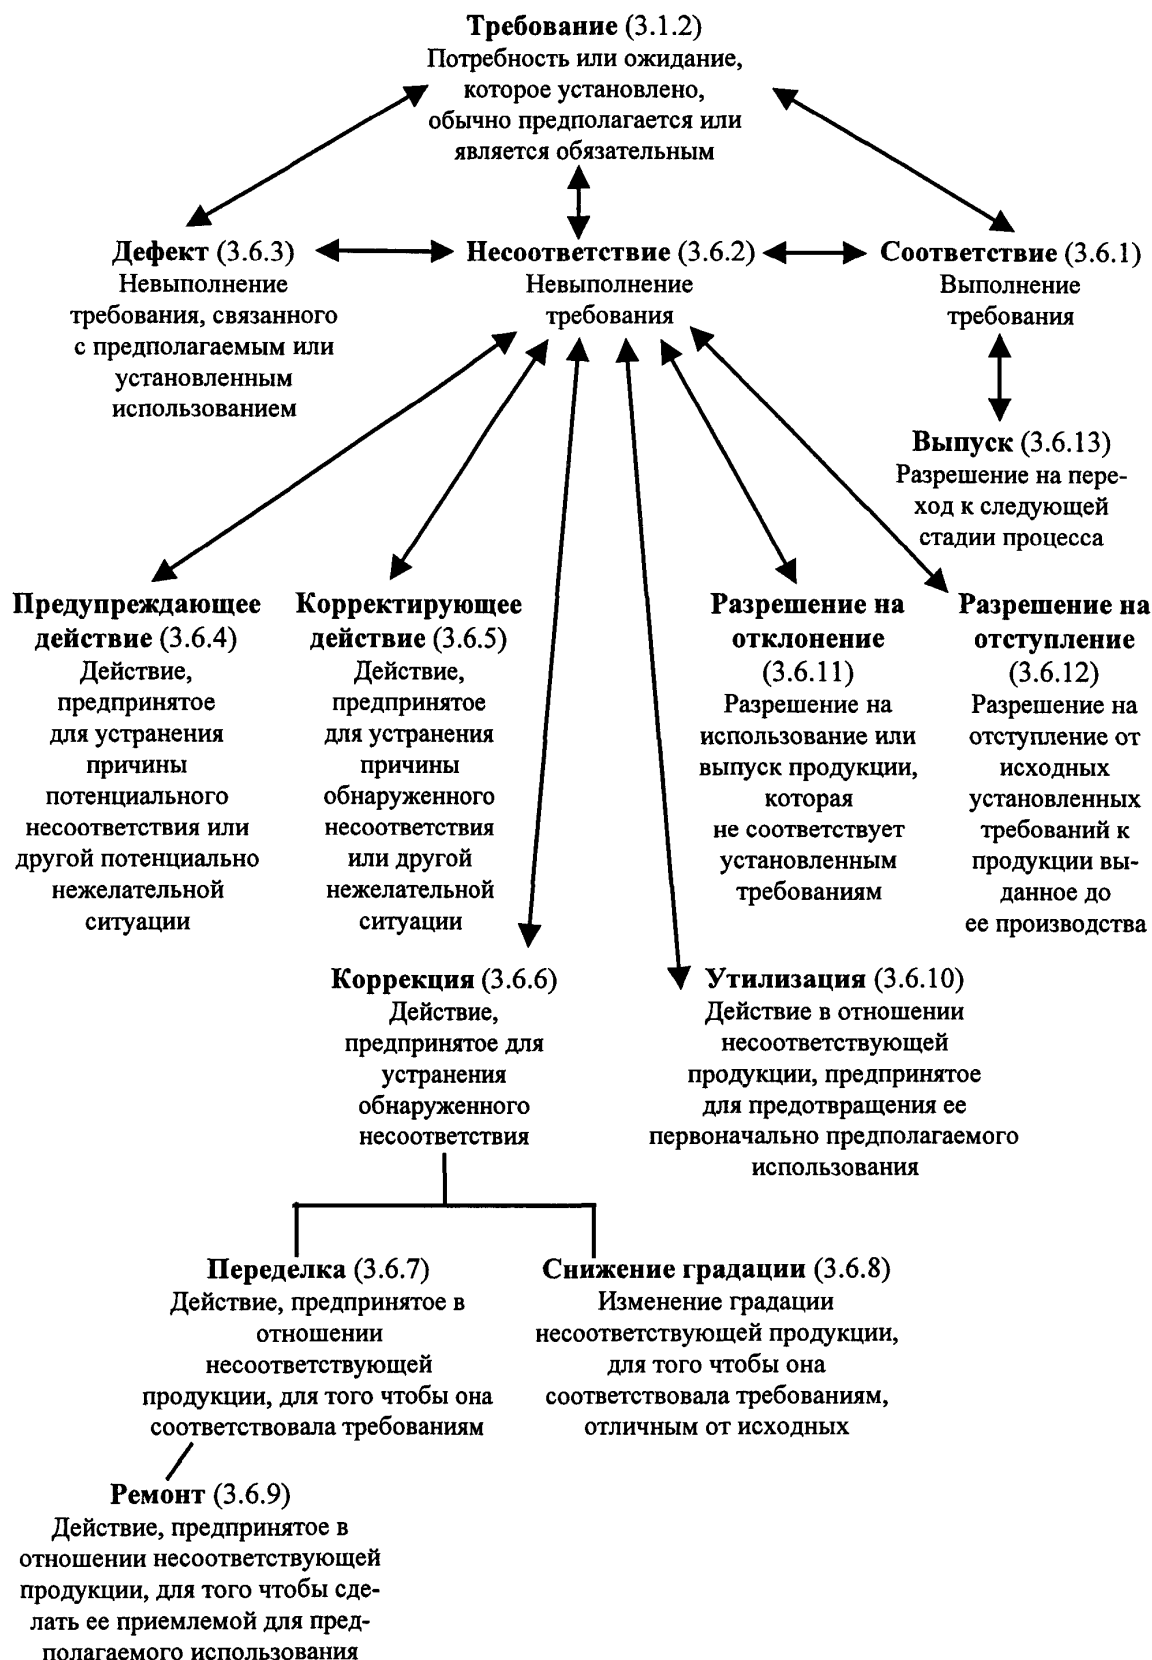 Требование (3.1.2)
Потребность или ожидание,
которое установлено,
обычно предполагается или
является обязательным
Дефект (3.6.3)
Невыполнение
требования, связанного
с предполагаемым или
установленным
использованием
Несоответствие (3.6.2)
Невыполнение
требования
Соответствие (3.6.1)
Выполнение
требования
Выпуск (3.6.13)
Разрешение на пере-
ход к следующей
стадии процесса
Предупреждающее
действие (3.6.4)
Действие,
предпринятое
для устранения
причины
потенциального
несоответствия или
другой потенциально
нежелательной
ситуации
Корректирующее
действие (3.6.5)
Действие,
предпринятое
для устранения
причины
обнаруженного
несоответствия
или другой
нежелательной
ситуации
Разрешение на
отклонение
(3.6.11)
Разрешение на
использование или
выпуск продукции,
которая
не соответствует
установленным
требованиям
Разрешение на
отступление
(3.6.12)
Разрешение на
отступление от
исходных
установленных
требований к
продукции вы-
данное до
ее производства
Коррекция (3.6.6)
Действие,
предпринятое для
устранения
обнаруженного
несоответствия
Утилизация (3.6.10)
Действие в отношении
несоответствующей
продукции, предпринятое
для предотвращения ее
первоначально предполагаемого
использования
Переделка (3.6.7)
Действие, предпринятое в
отношении
несоответствующей
продукции, для того чтобы она
соответствовала требованиям
Снижение градации (3.6.8)
Изменение градации
несоответствующей продукции,
для того чтобы она
соответствовала требованиям,
отличным от исходных
Ремонт (3.6.9)
Действие, предпринятое в
отношении несоответствующей
продукции, для того чтобы сде-
лать ее приемлемой для пред-
полагаемого использования